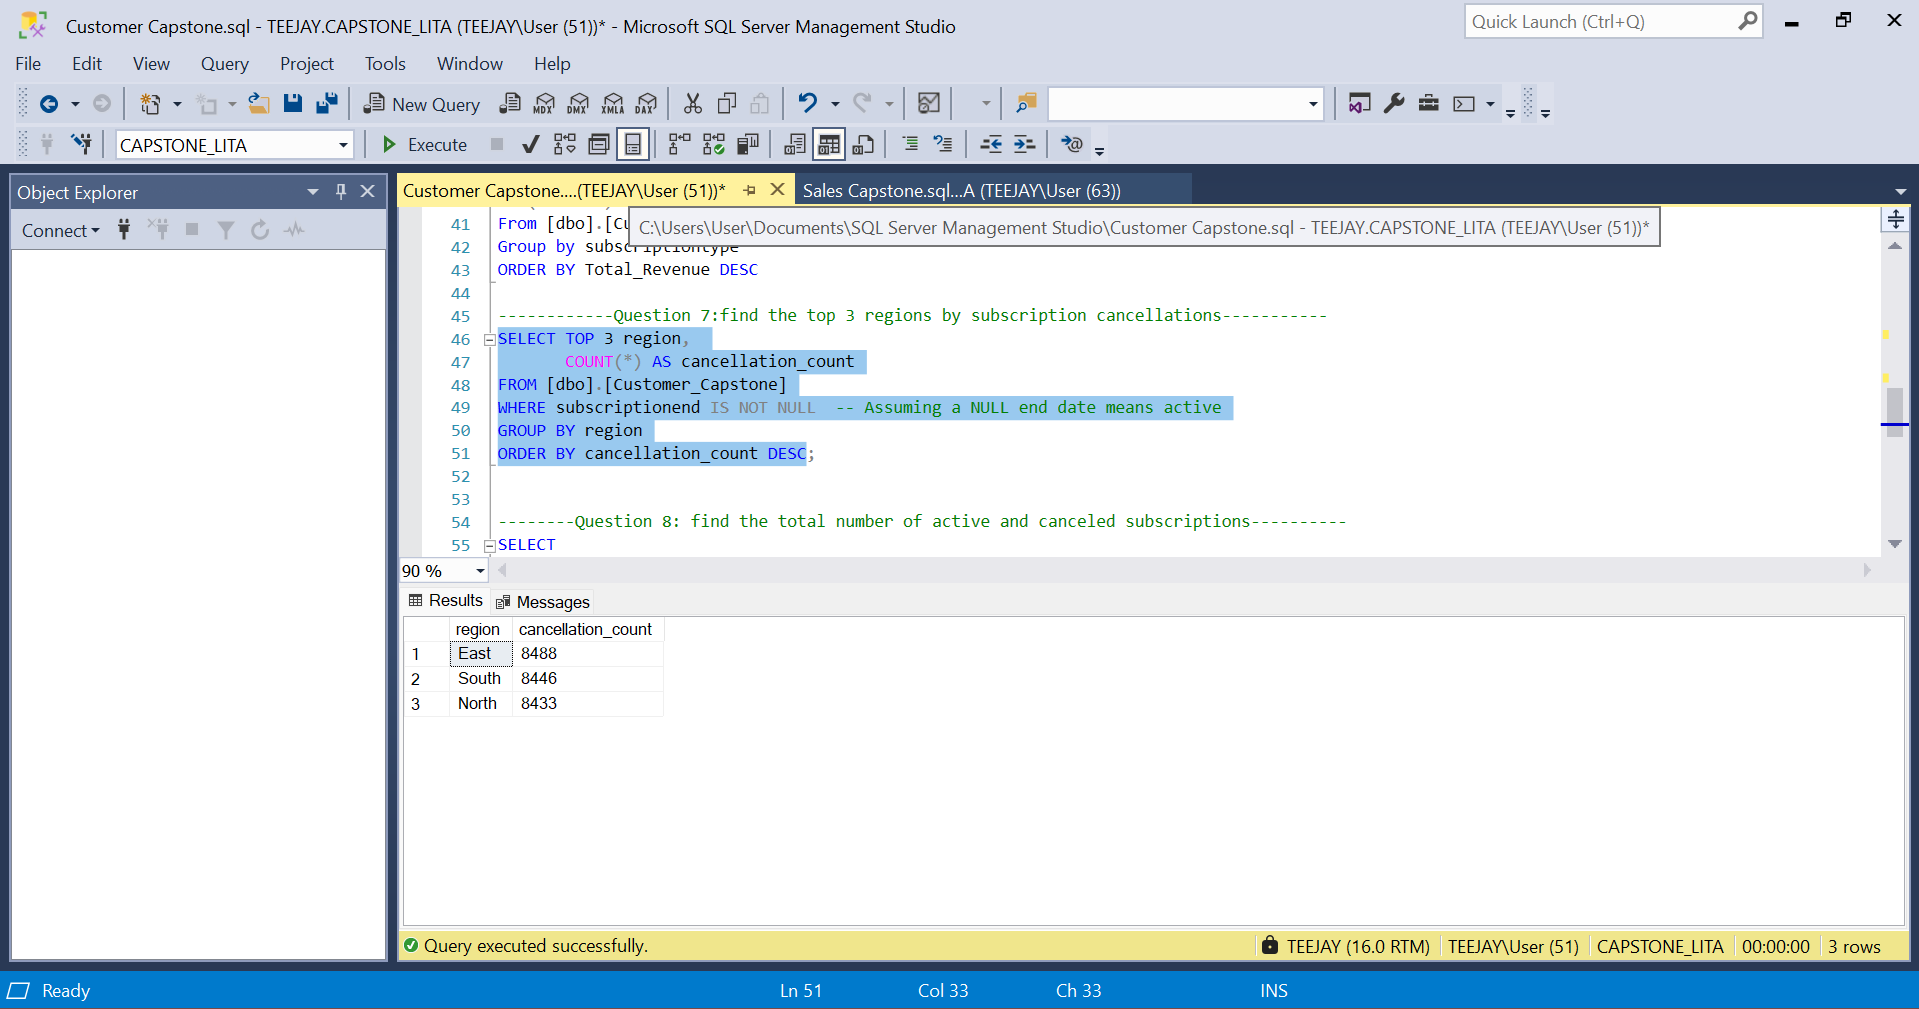 Customer Capstone.sql - TEEJAY.CAPSTONE_LITA (TEEJAY\User (51))* - Microsoft SQL Server Management Studio
Quick Launch (Ctrl+Q)
File Edit View Query Project Tools Window Help
New Query MDX DMX XMLA DAX
CAPSTONE_LITA Execute
Object Explorer
Connect
Customer Capstone....(TEEJAY\User (51))* Sales Capstone.sql...A (TEEJAY\User (63))
C:\Users\User\Documents\SQL Server Management Studio\Customer Capstone.sql - TEEJAY.CAPSTONE_LITA (TEEJAY\User (51))*
41 From [dbo].[Cu
42 Group by subscriptiontype
43 ORDER BY Total_Revenue DESC
44
45 ------------Question 7:find the top 3 regions by subscription cancellations-----------
46 SELECT TOP 3 region,
47 COUNT(*) AS cancellation_count
48 FROM [dbo].[Customer_Capstone]
49 WHERE subscriptionend IS NOT NULL -- Assuming a NULL end date means active
50 GROUP BY region
51 ORDER BY cancellation_count DESC;
52
53
54 --------Question 8: find the total number of active and canceled subscriptions----------
55 SELECT
90 %
Results Messages
region cancellation_count
1 East 8488
2 South 8446
3 North 8433
Query executed successfully. TEEJAY (16.0 RTM) TEEJAY\User (51) CAPSTONE_LITA 00:00:00 3 rows
Ready Ln 51 Col 33 Ch 33 INS